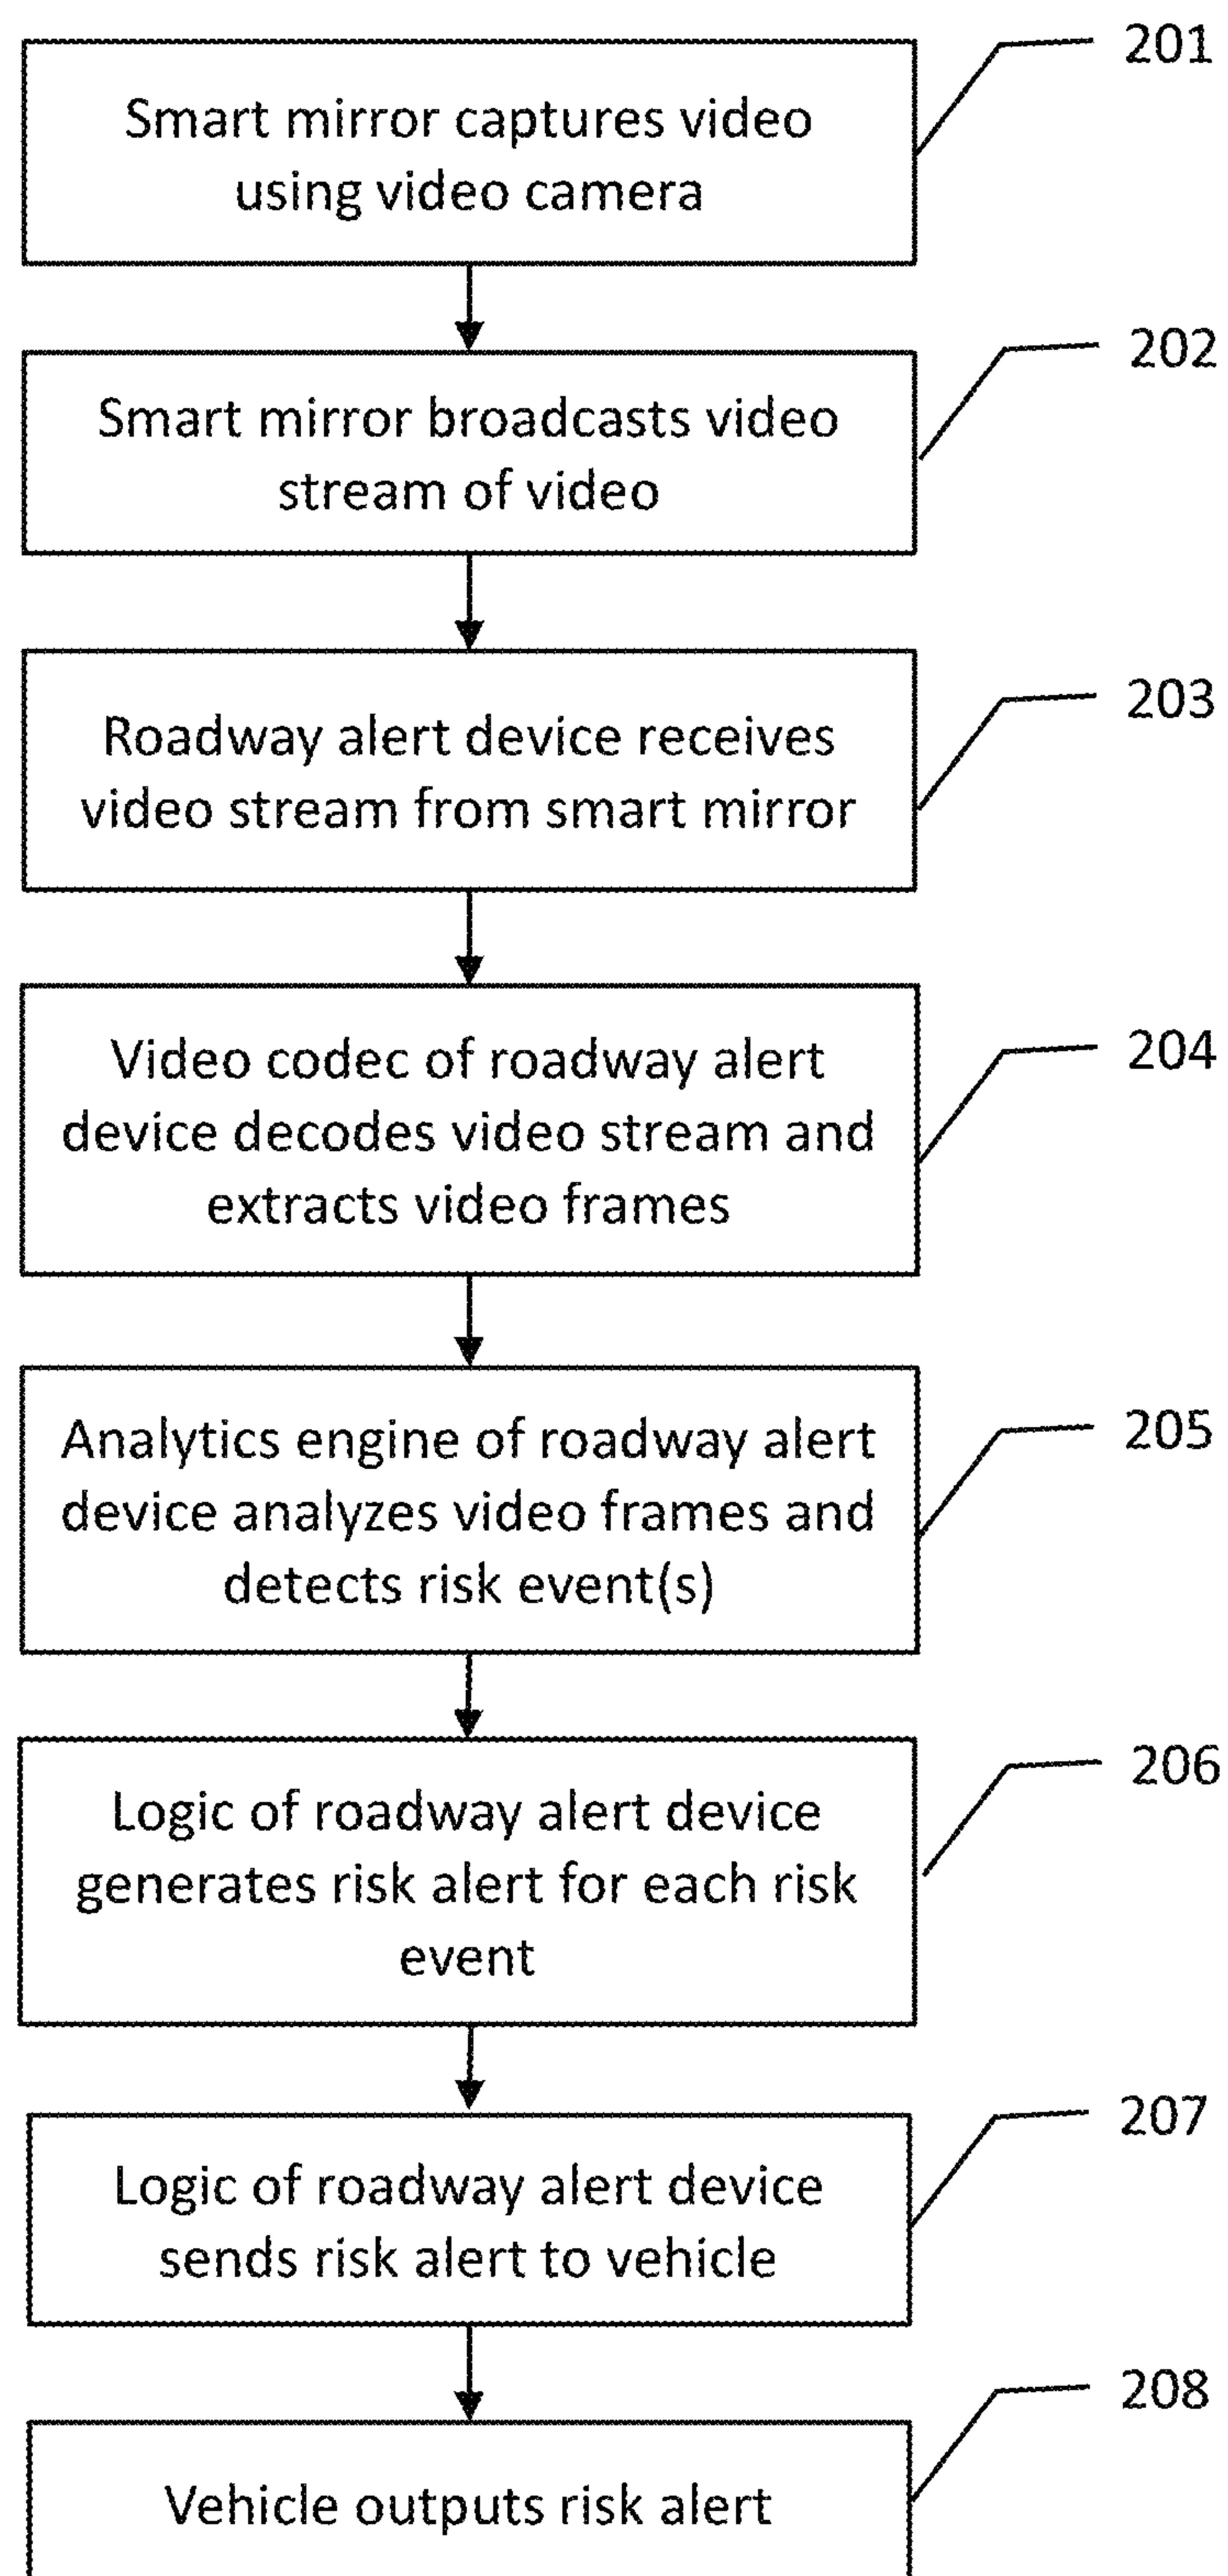 201
Smart mirror captures video
using video camera
202
Smart mirror broadcasts video
stream of video
203
Roadway alert device receives
video stream from smart mirror
204
Video codec of roadway alert
device decodes video stream and
extracts video frames
205
Analytics engine of roadway alert
device analyzes video frames and
detects risk event(s)
206
Logic of roadway alert device
generates risk alert for each risk
event
207
Logic of roadway alert device
sends risk alert to vehicle
208
Vehicle outputs risk alert